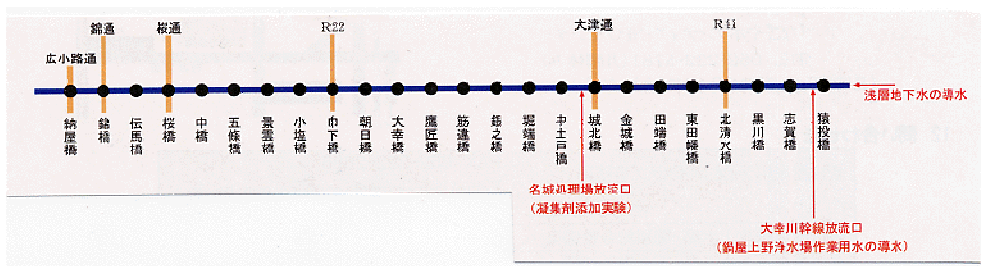 広小路通
錦通
桜通
R22
大津通
R41
納屋橋
錦橋
伝馬橋
桜橋
中橋
五條橋
景雲橋
小塩橋
巾下橋
朝日橋
大幸橋
鷹匠橋
筋違橋
堀端橋
中土戸橋
城北橋
金城橋
田端橋
東田幡橋
北清水橋
黒川橋
志賀橋
猿投橋
浅層地下水の導水
名城処理場放流口
(凝集剤添加実験)
大幸川幹線放流口
(鍋屋上野浄水場作業用水の導水)